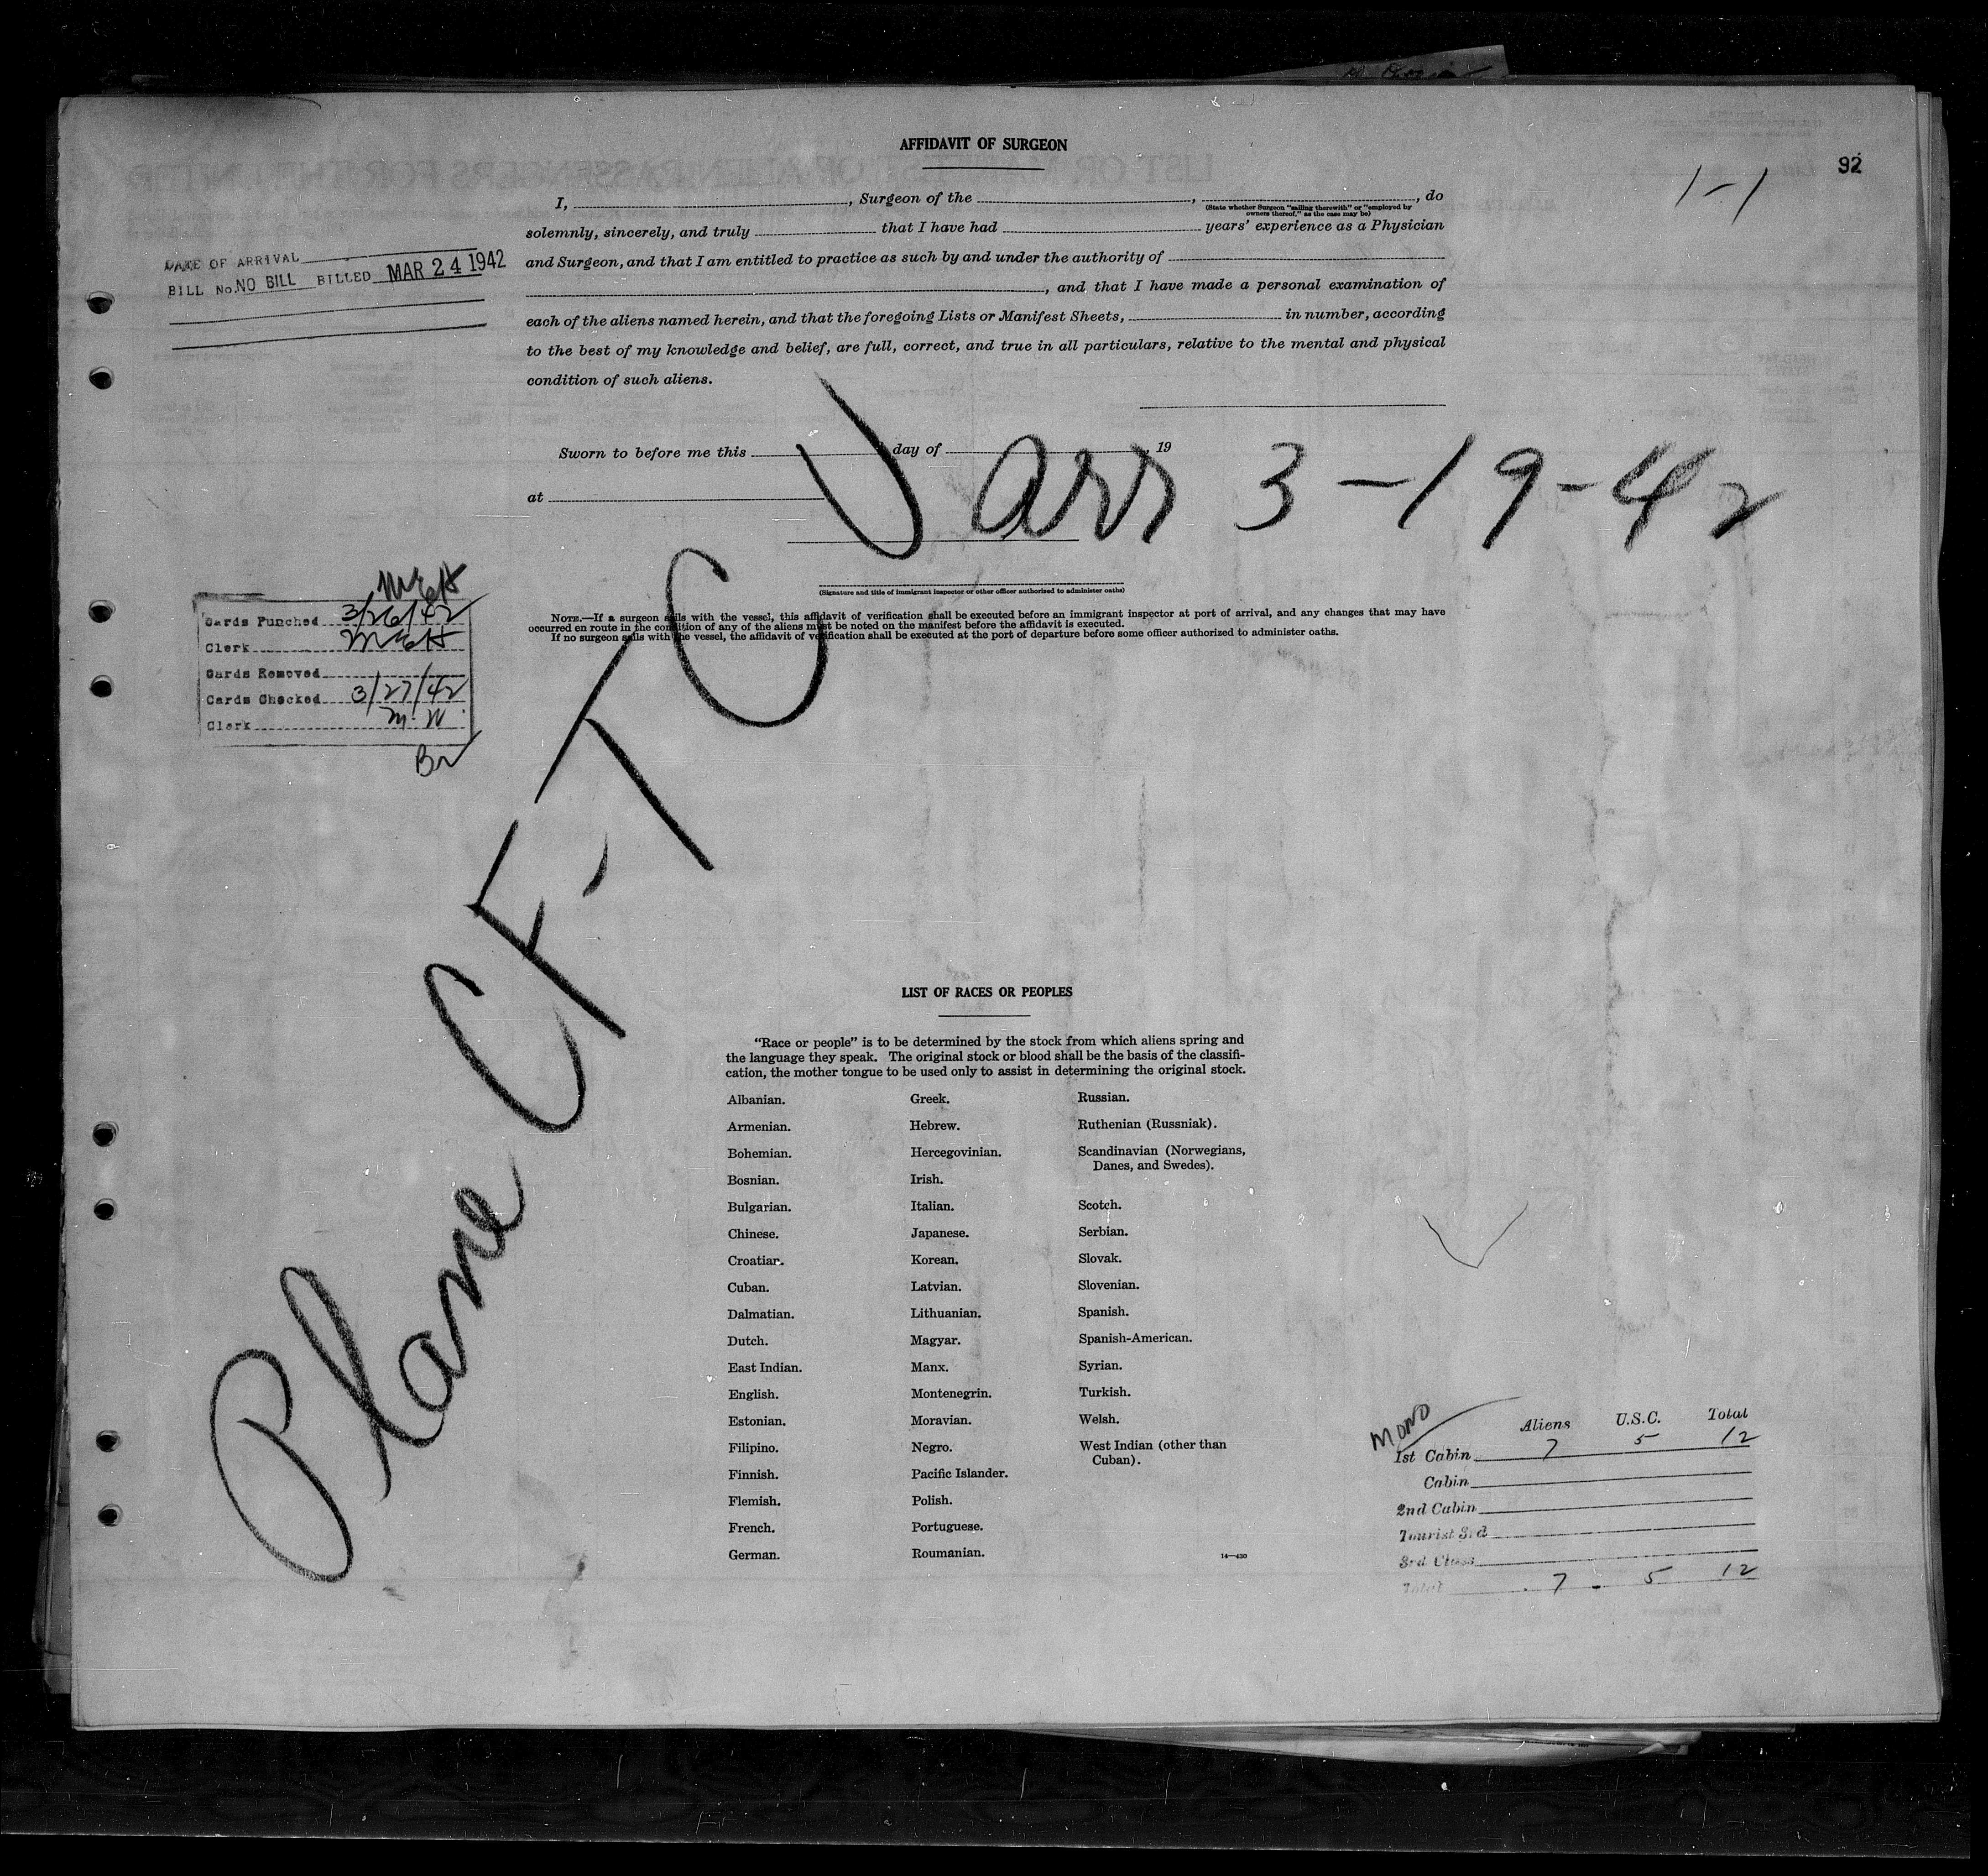 AFFIDAVIT OF SURGEON
92
1-1
I, , Surgeon of the , , do
(State whether Surgeon "sailing therewith" or "employed by
owners thereof," as the case may be)
solemnly, sincerely, and truly that I have had years' experience as a Physician
and Surgeon, and that I am entitled to practice as such by and under the authority of
, and that I have made a personal examination of
each of the aliens named herein, and that the foregoing Lists or Manifest Sheets, in number, according
to the best of my knowledge and belief, are full, correct, and true in all particulars, relative to the mental and physical
condition of such aliens.
DATE OF ARRIVAL
BILL No. NO BILL BILLED MAR 24 1942
Sworn to before me this day of , 19
at
Plane CF-TCU arr 3-19-42
(Signature and title of immigrant inspector or other officer authorized to administer oaths)
NOTE.—If a surgeon sails with the vessel, this affidavit of verification shall be executed before an immigrant inspector at port of arrival, and any changes that may have
occurred en route in the condition of any of the aliens must be noted on the manifest before the affidavit is executed.
If no surgeon sails with the vessel, the affidavit of verification shall be executed at the port of departure before some officer authorized to administer oaths.
Cards Punched 3/26/42
Clerk
Cards Removed
Cards Checked 3/27/42
Clerk M. W.
LIST OF RACES OR PEOPLES
"Race or people" is to be determined by the stock from which aliens spring and
the language they speak. The original stock or blood shall be the basis of the classifi-
cation, the mother tongue to be used only to assist in determining the original stock.
Albanian.
Armenian.
Bohemian.
Bosnian.
Bulgarian.
Chinese.
Croatian.
Cuban.
Dalmatian.
Dutch.
East Indian.
English.
Estonian.
Filipino.
Finnish.
Flemish.
French.
German.
Greek.
Hebrew.
Hercegovinian.
Irish.
Italian.
Japanese.
Korean.
Latvian.
Lithuanian.
Magyar.
Manx.
Montenegrin.
Moravian.
Negro.
Pacific Islander.
Polish.
Portuguese.
Roumanian.
Russian.
Ruthenian (Russniak).
Scandinavian (Norwegians,
Danes, and Swedes).
Scotch.
Serbian.
Slovak.
Slovenian.
Spanish.
Spanish-American.
Syrian.
Turkish.
Welsh.
West Indian (other than
Cuban).
14—430
MONO
Aliens U.S.C. Total
1st Cabin 7 5 12
Cabin
2nd Cabin
Tourist 3rd
3rd Class
Total 7 5 12